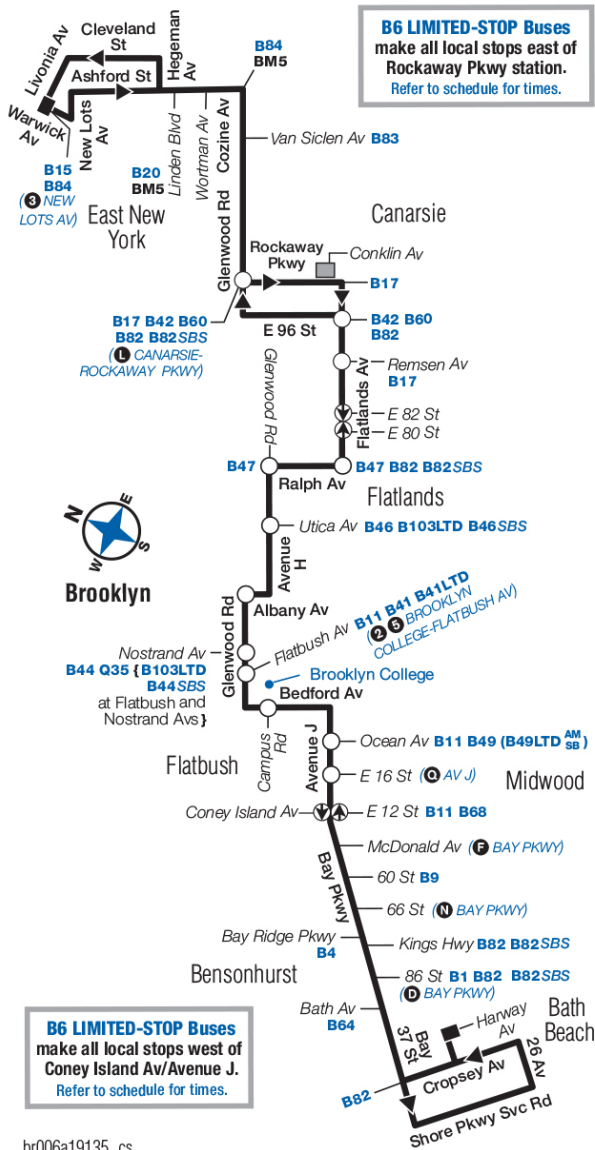 Cleveland
St
Livonia Av
Ashford St
Hegeman
Av
Warwick
Av
New Lots
Av
B84
BM5
B6 LIMITED-STOP Buses
make all local stops east of
Rockaway Pkwy station.
Refer to schedule for times.
Linden Blvd
Wortman Av
Cozine Av
Van Siclen Av B83
B15
B84
(3 NEW
LOTS AV)
B20
BM5
East New
York
Canarsie
Glenwood Rd
Rockaway
Pkwy
Conklin Av
B17
B17 B42 B60
B82 B82SBS
(L CANARSIE-
ROCKAWAY PKWY)
E 96 St
B42 B60
B82
Remsen Av
B17
Flatlands Av
E 82 St
E 80 St
Glenwood Rd
B47
Ralph Av
B47 B82 B82SBS
Flatlands
Utica Av B46 B103LTD B46SBS
Avenue
H
N
E
S
W
Brooklyn
Albany Av
Glenwood Rd
Nostrand Av
B44 Q35 { B103LTD
B44SBS
at Flatbush and
Nostrand Avs }
Flatbush Av B11 B41 B41LTD
(2 5 BROOKLYN
COLLEGE-FLATBUSH AV)
Brooklyn College
Bedford Av
Campus
Rd
Flatbush
Avenue J
Ocean Av B11 B49 (B49LTD AM
SB)
E 16 St (Q AV J)
Midwood
Coney Island Av
E 12 St B11 B68
McDonald Av (F BAY PKWY)
Bay Pkwy
60 St B9
66 St (N BAY PKWY)
Bay Ridge Pkwy
B4
Kings Hwy B82 B82SBS
Bensonhurst
86 St B1 B82 B82SBS
(D BAY PKWY)
Bath Av
B64
B6 LIMITED-STOP Buses
make all local stops west of
Coney Island Av/Avenue J.
Refer to schedule for times.
Bay
37 St
Harway
Av
Bath
Beach
26 Av
Cropsey Av
B82
Shore Pkwy Svc Rd
br006a19135_cs